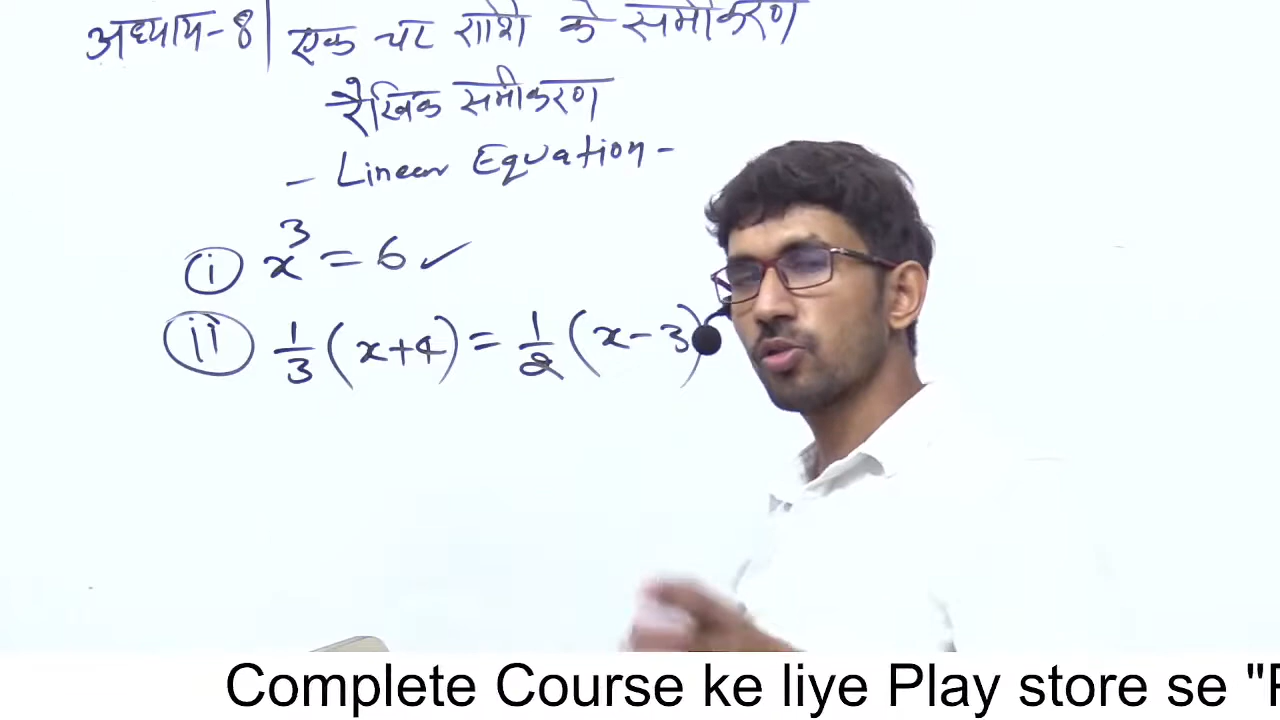 अध्याय-8 | एक चर राशि के समीकरण
रैखिक समीकरण
- Linear Equation -
(i) x³ = 6 ✓
(ii) 1/3 (x+4) = 1/2 (x-3)
Complete Course ke liye Play store se "